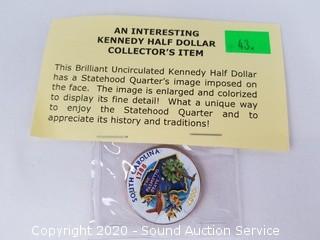 AN INTERESTING
KENNEDY HALF DOLLAR
COLLECTOR'S ITEM
43x
This Brilliant Uncirculated Kennedy Half Dollar
has a Statehood Quarter's image imposed on
the face. The image is enlarged and colorized
to display its fine detail! What a unique way
to enjoy the Statehood Quarter and to
appreciate its history and traditions!
SOUTH CAROLINA
1788
Copyright 2020 - Sound Auction Service